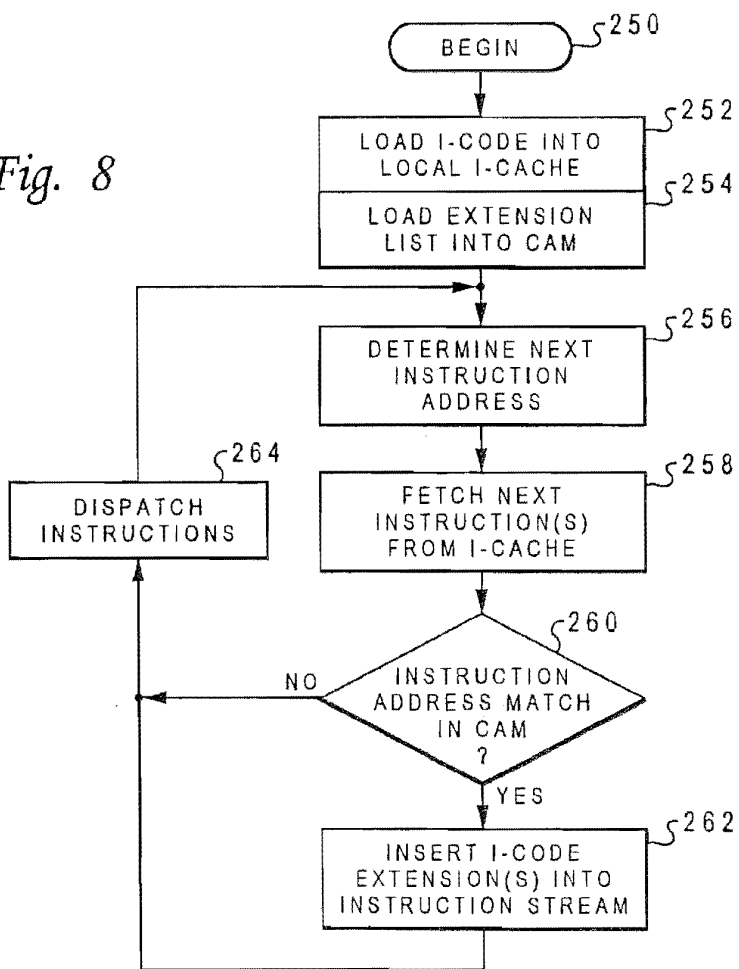 BEGIN
250
252
LOAD I-CODE INTO
LOCAL I-CACHE
254
LOAD EXTENSION
LIST INTO CAM
Fig. 8
256
DETERMINE NEXT
INSTRUCTION
ADDRESS
264
DISPATCH
INSTRUCTIONS
258
FETCH NEXT
INSTRUCTION(S)
FROM I-CACHE
260
INSTRUCTION
ADDRESS MATCH
IN CAM
?
NO
YES
262
INSERT I-CODE
EXTENSION(S) INTO
INSTRUCTION STREAM